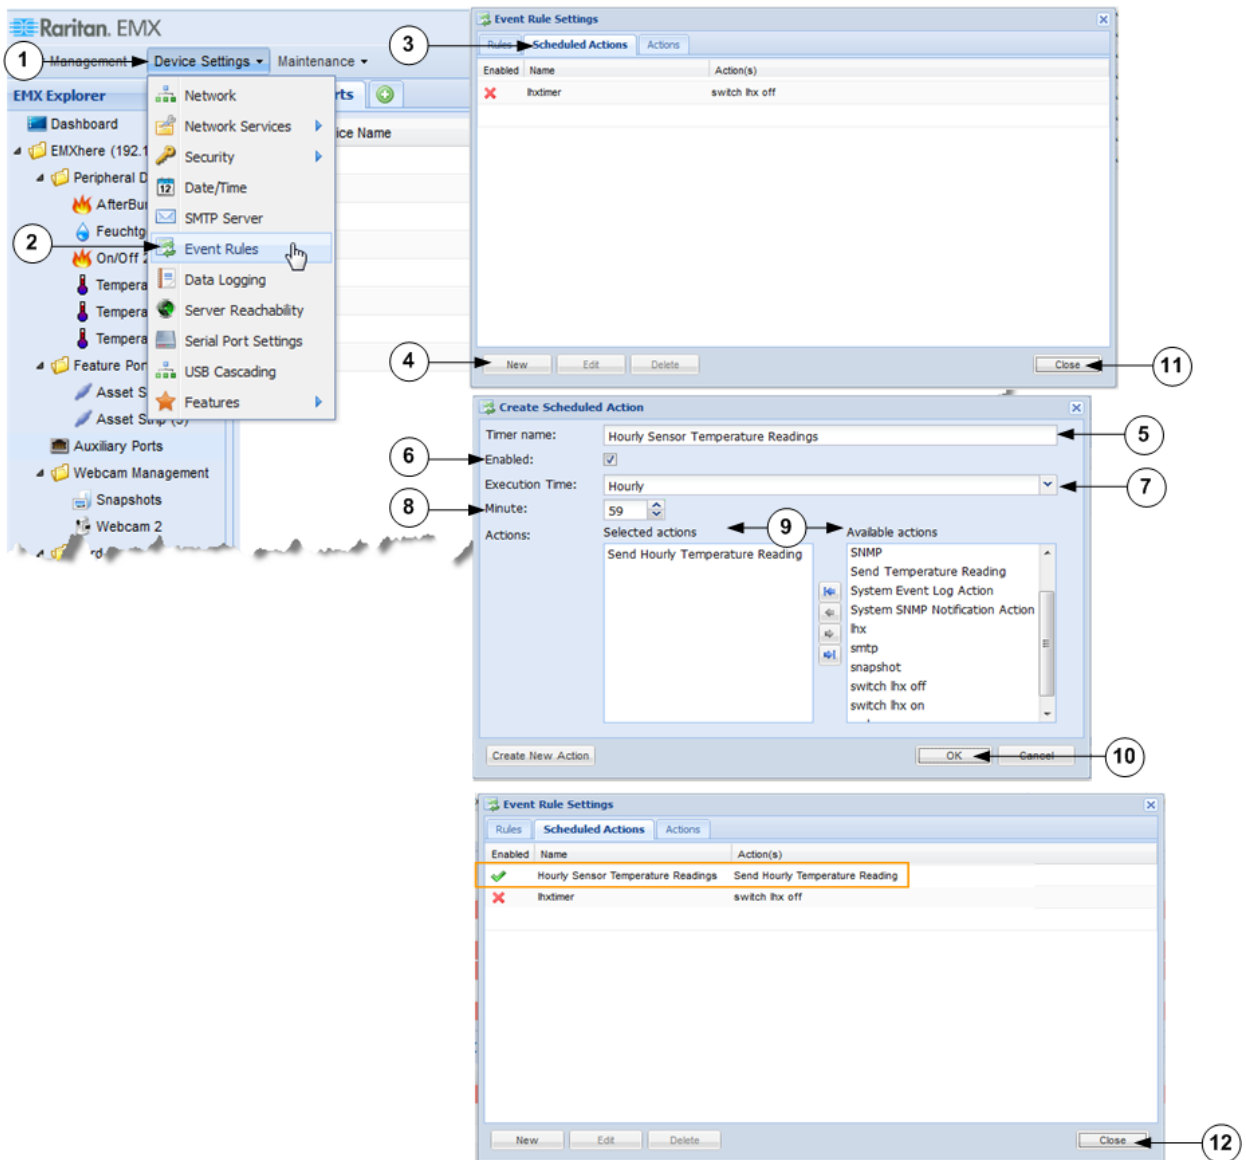 Raritan. EMX
1
Management
Device Settings
Maintenance
EMX Explorer
Dashboard
EMXhere (192.1
Peripheral D
AfterBu
Feuchtg
On/Off 2
Tempera
Tempera
Tempera
Feature Por
Asset S
Asset Strip (3)
Auxiliary Ports
Webcam Management
Snapshots
Webcam 2
rd
rts
ice Name
2
Network
Network Services
Security
12
Date/Time
SMTP Server
Event Rules
Data Logging
Server Reachability
Serial Port Settings
USB Cascading
Features
Event Rule Settings
3
Rules
Scheduled Actions
Actions
Enabled
Name
Action(s)
lhxtimer
switch lhx off
4
New
Edit
Delete
Close
11
Create Scheduled Action
Timer name:
Hourly Sensor Temperature Readings
5
6
Enabled:
Execution Time:
Hourly
7
8
Minute:
59
Actions:
Selected actions
9
Available actions
Send Hourly Temperature Reading
SNMP
Send Temperature Reading
System Event Log Action
System SNMP Notification Action
lhx
smtp
snapshot
switch lhx off
switch lhx on
Create New Action
OK
Cancel
10
Event Rule Settings
Rules
Scheduled Actions
Actions
Enabled
Name
Action(s)
Hourly Sensor Temperature Readings
Send Hourly Temperature Reading
lhxtimer
switch lhx off
New
Edit
Delete
Close
12